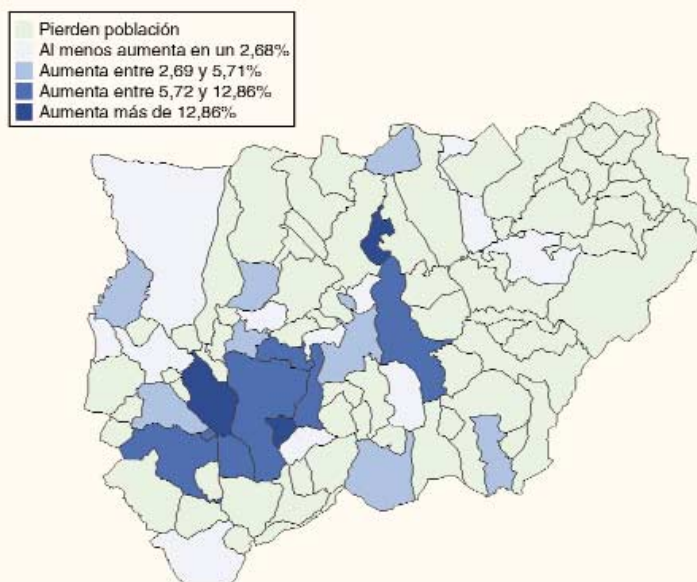 Pierden población
Al menos aumenta en un 2,68%
Aumenta entre 2,69 y 5,71%
Aumenta entre 5,72 y 12,86%
Aumenta más de 12,86%